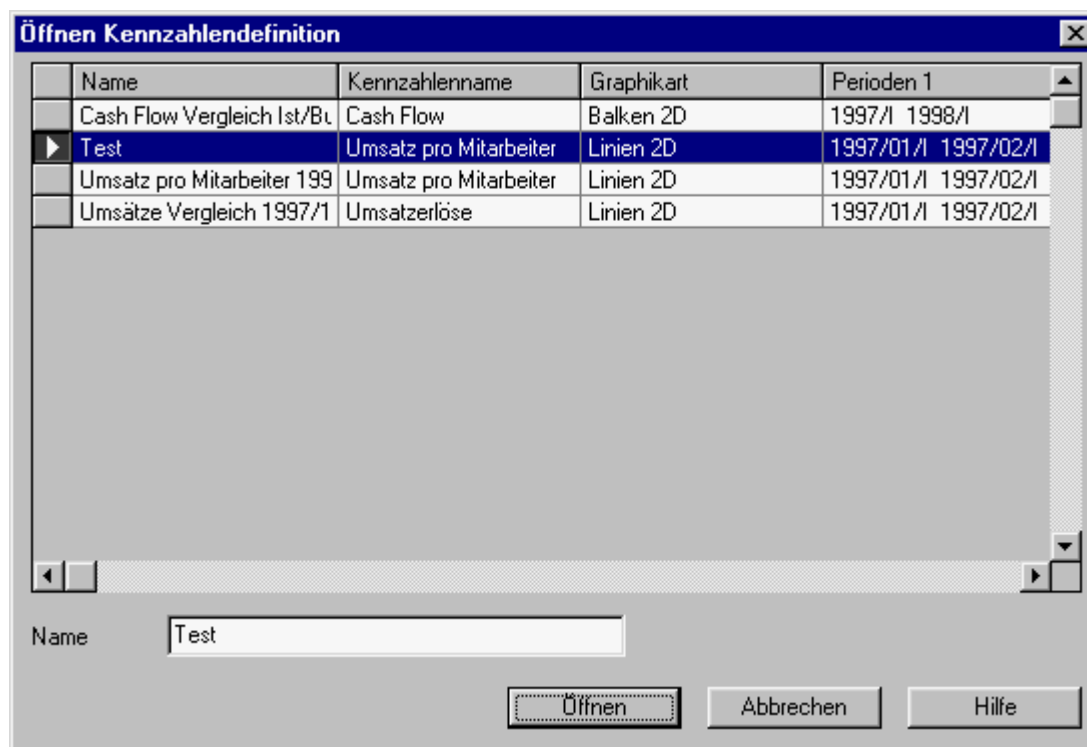 Öffnen Kennzahlendefinition
Name Kennzahlenname Graphikart Perioden 1
Cash Flow Vergleich Ist/Bu Cash Flow Balken 2D 1997/I 1998/I
Test Umsatz pro Mitarbeiter Linien 2D 1997/01/I 1997/02/I
Umsatz pro Mitarbeiter 199 Umsatz pro Mitarbeiter Linien 2D 1997/01/I 1997/02/I
Umsätze Vergleich 1997/1 Umsatzerlöse Linien 2D 1997/01/I 1997/02/I
Name Test
Öffnen Abbrechen Hilfe